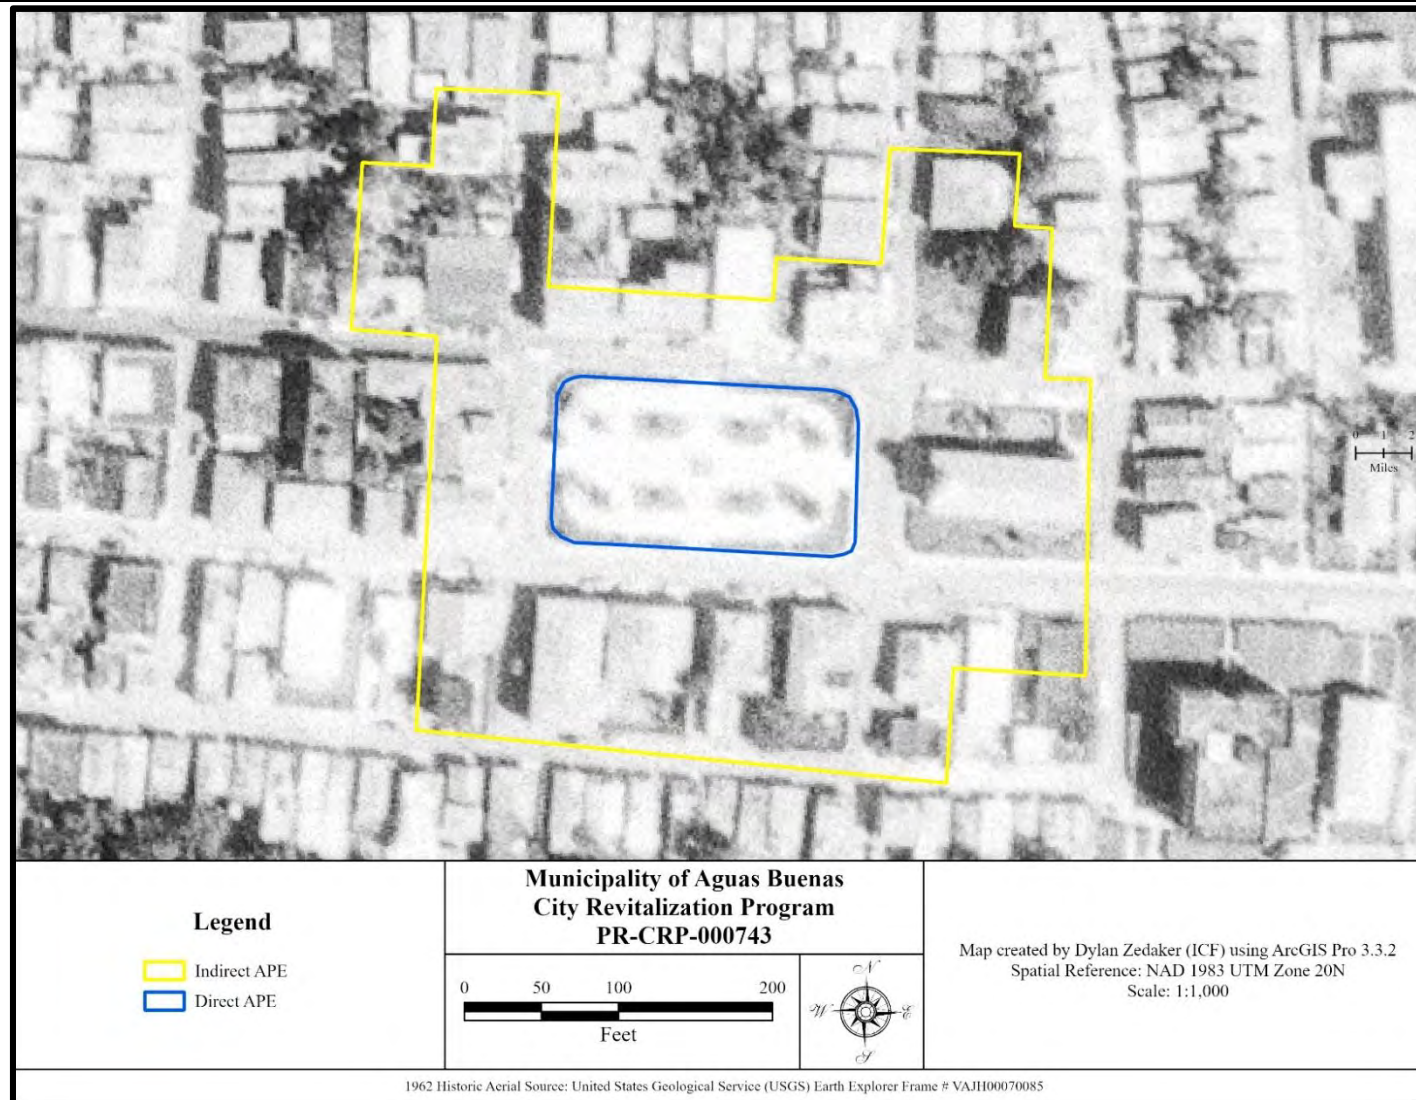 0 1 2
Miles
Legend
Indirect APE
Direct APE
Municipality of Aguas Buenas
City Revitalization Program
PR-CRP-000743
0 50 100 200
Feet
N
W E
S
Map created by Dylan Zedaker (ICF) using ArcGIS Pro 3.3.2
Spatial Reference: NAD 1983 UTM Zone 20N
Scale: 1:1,000
1962 Historic Aerial Source: United States Geological Service (USGS) Earth Explorer Frame # VAJH00070085